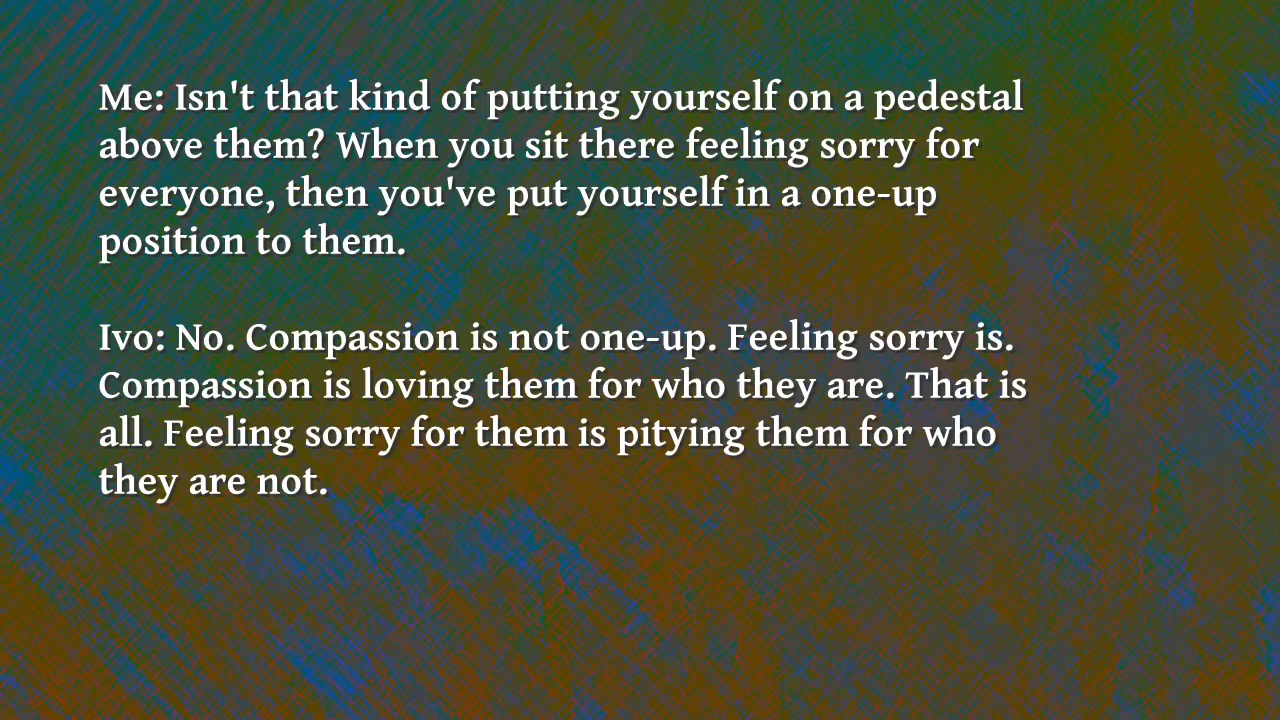 Me: Isn't that kind of putting yourself on a pedestal
above them? When you sit there feeling sorry for
everyone, then you've put yourself in a one-up
position to them.
Ivo: No. Compassion is not one-up. Feeling sorry is.
Compassion is loving them for who they are. That is
all. Feeling sorry for them is pitying them for who
they are not.